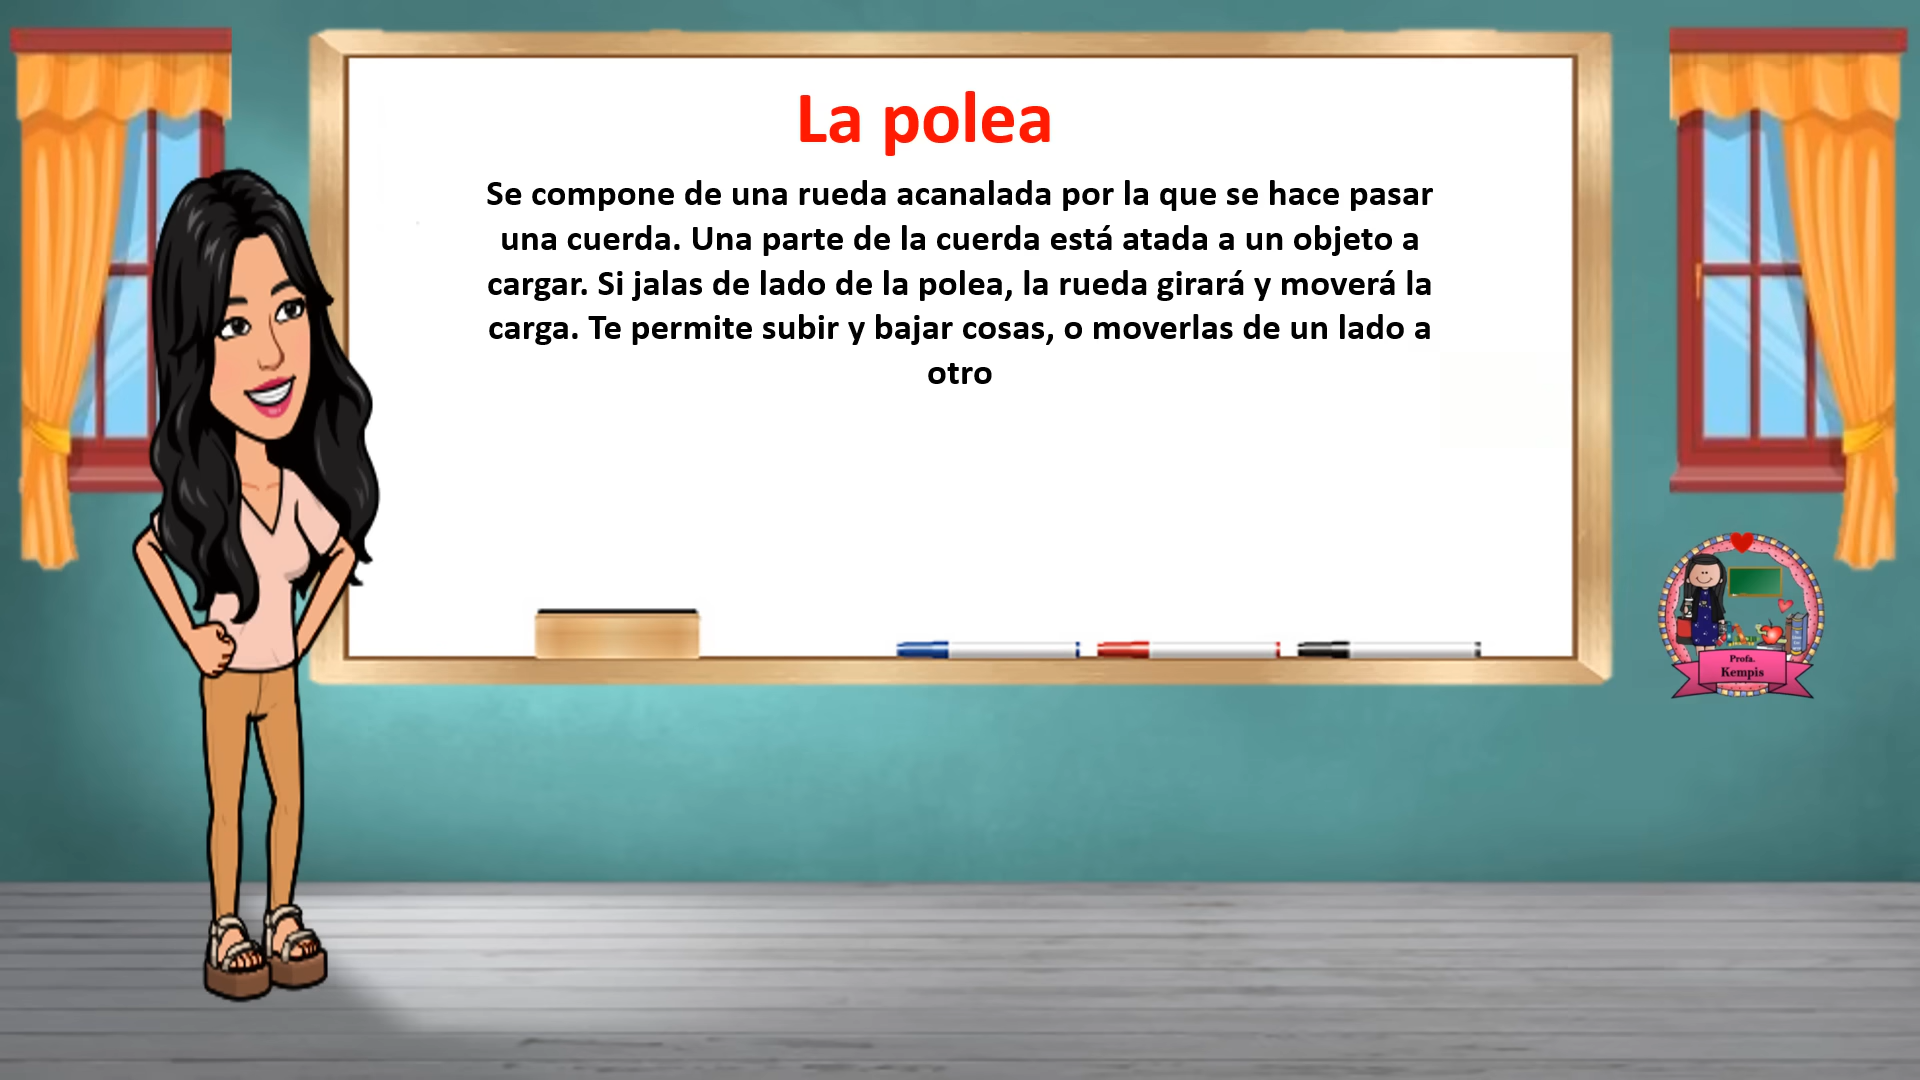 La polea
Se compone de una rueda acanalada por la que se hace pasar
una cuerda. Una parte de la cuerda está atada a un objeto a
cargar. Si jalas de lado de la polea, la rueda girará y moverá la
carga. Te permite subir y bajar cosas, o moverlas de un lado a
otro
Profa.
Kempis